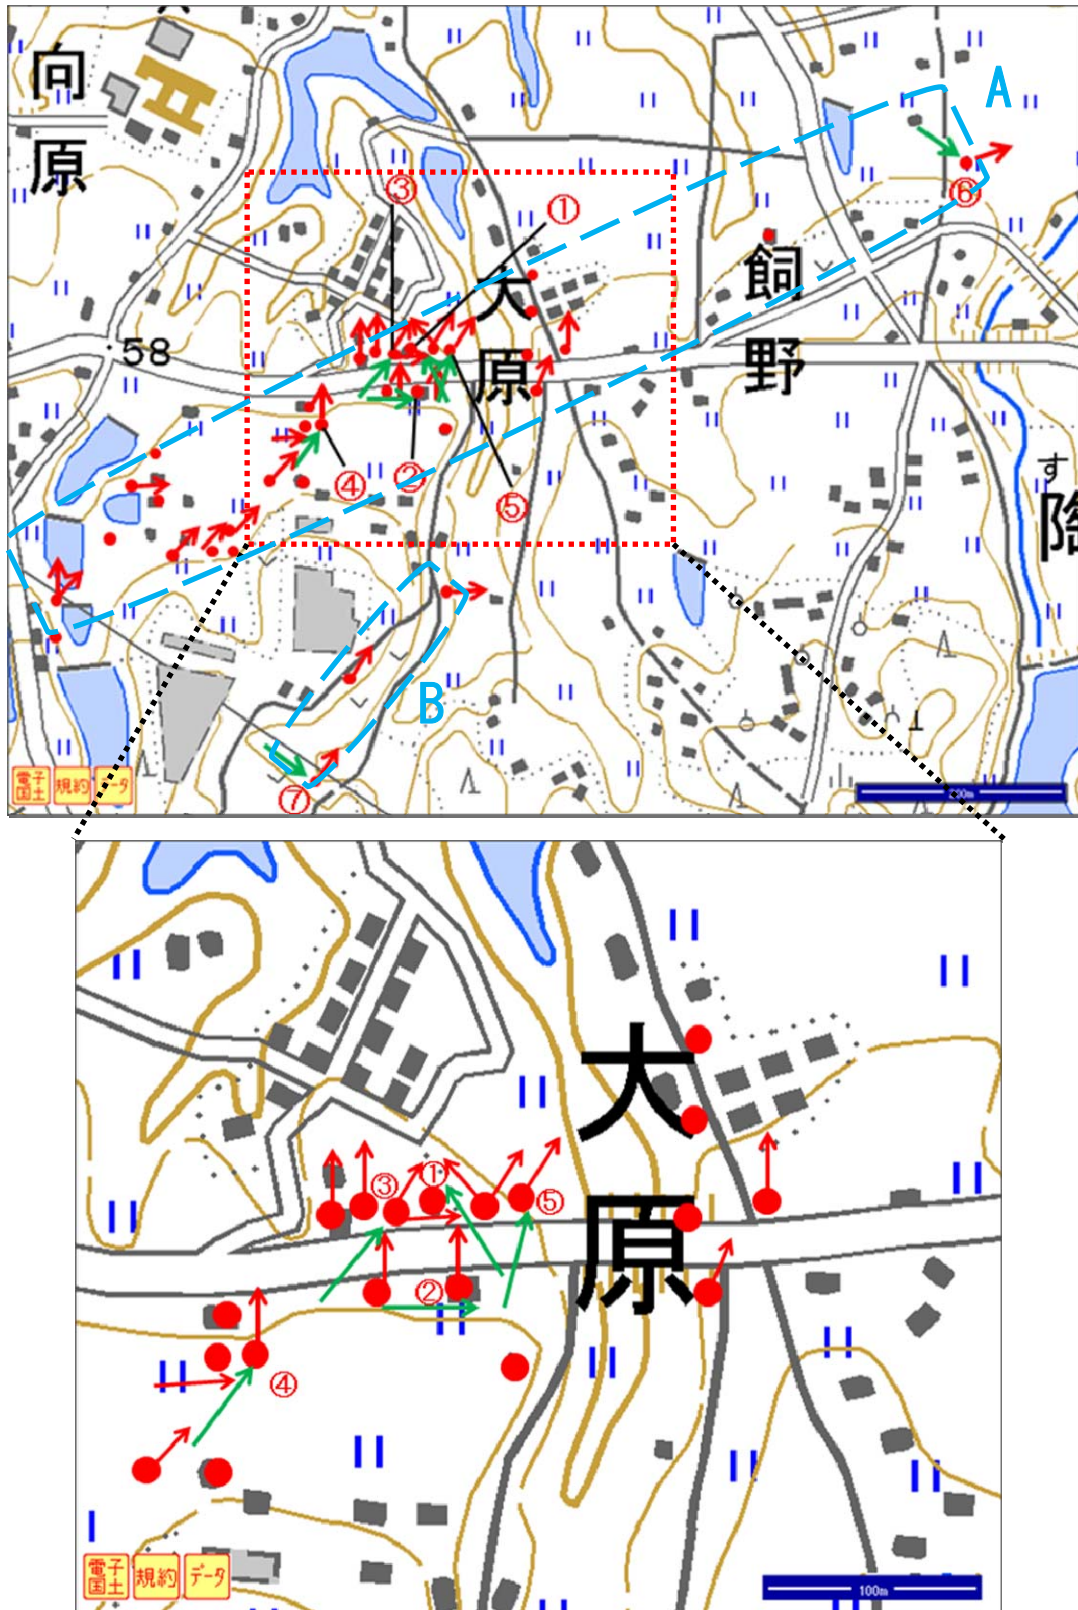 向原
A
③
①
⑥
飼野
大原
58
④
②
⑤
す
陶
B
⑦
電子国土
規約
データ
大原
③
①
⑤
②
④
電子国土
規約
データ
100m